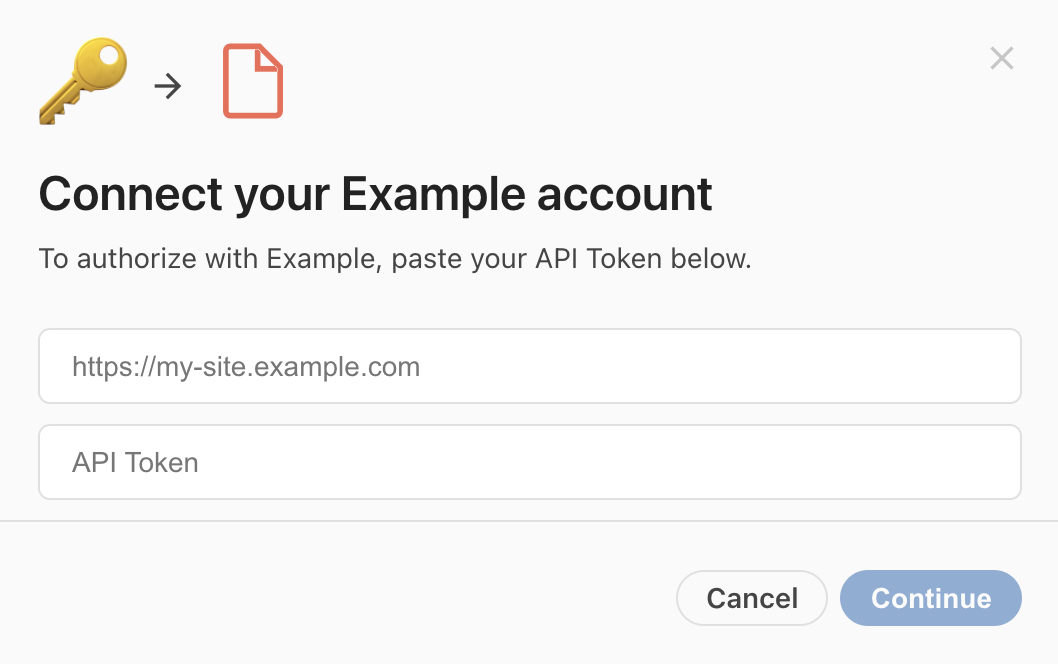 Connect your Example account
To authorize with Example, paste your API Token below.
https://my-site.example.com
API Token
Cancel
Continue